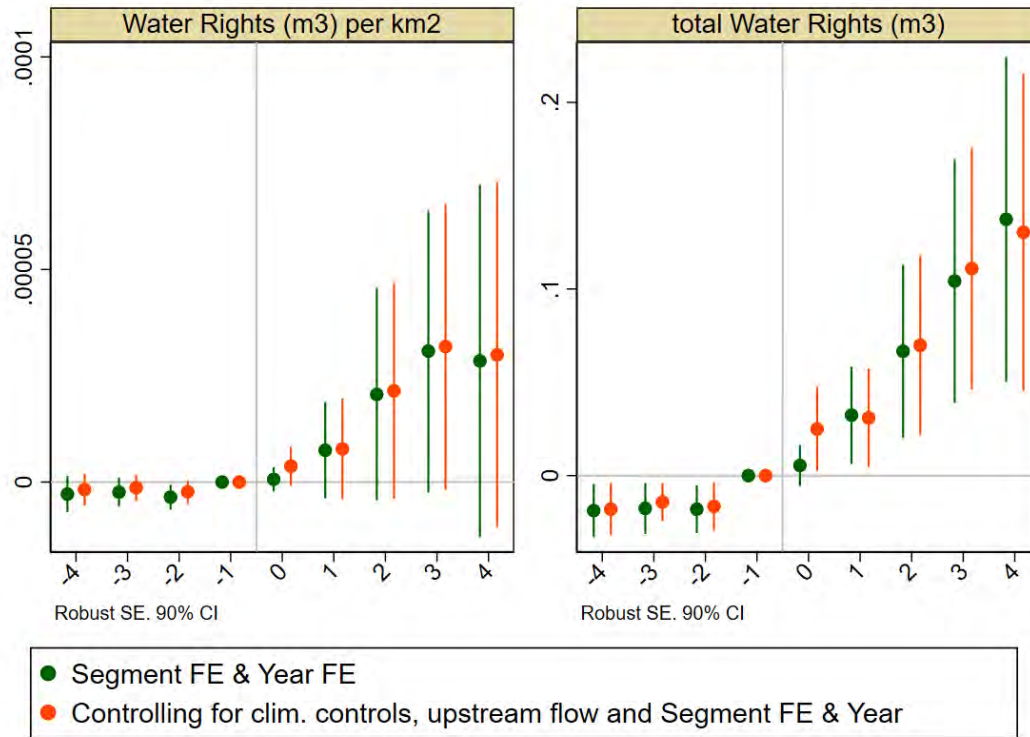 Water Rights (m3) per km2
total Water Rights (m3)
.0001
.00005
0
.2
.1
0
-4 -3 -2 -1 0 1 2 3 4
-4 -3 -2 -1 0 1 2 3 4
Robust SE. 90% CI
Robust SE. 90% CI
Segment FE & Year FE
Controlling for clim. controls, upstream flow and Segment FE & Year